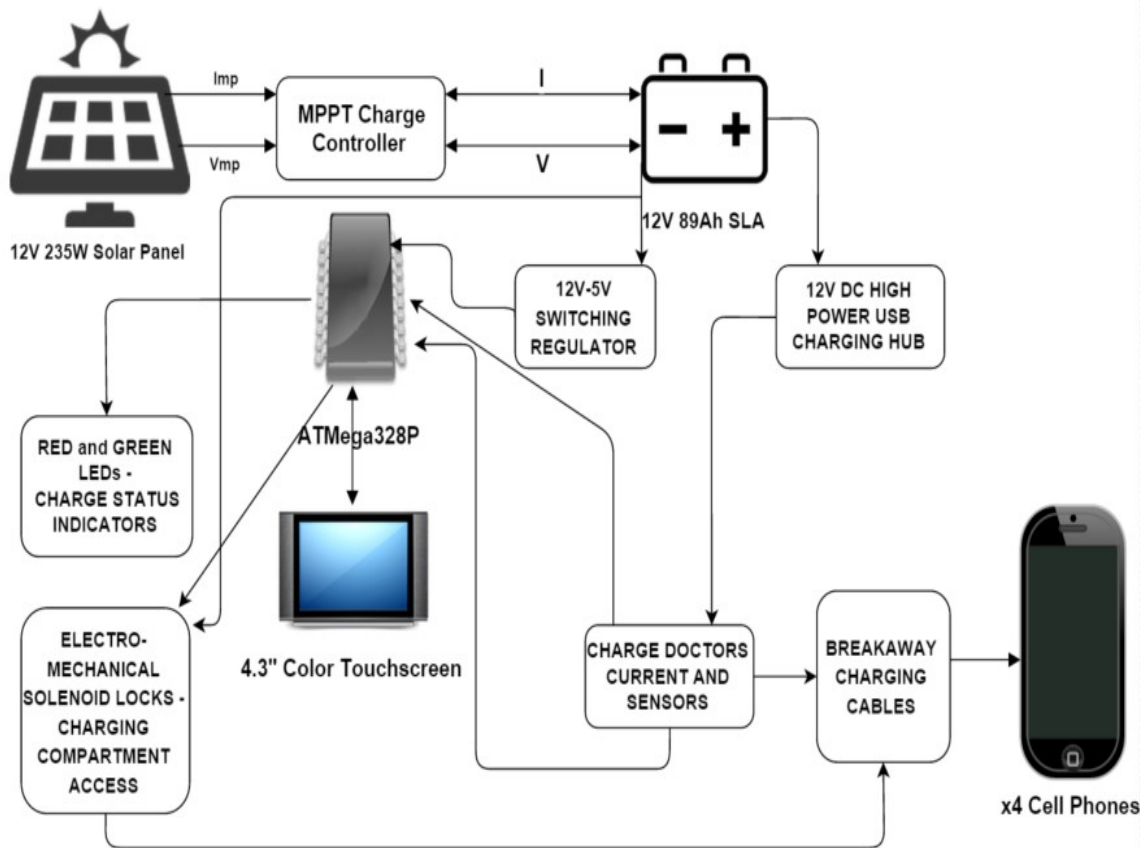 Imp
MPPT Charge
Controller
I
Vmp
V
12V 235W Solar Panel
12V 89Ah SLA
12V-5V
SWITCHING
REGULATOR
12V DC HIGH
POWER USB
CHARGING HUB
ATMega328P
RED and GREEN
LEDs -
CHARGE STATUS
INDICATORS
4.3" Color Touchscreen
ELECTRO-
MECHANICAL
SOLENOID LOCKS -
CHARGING
COMPARTMENT
ACCESS
CHARGE DOCTORS
CURRENT AND
SENSORS
BREAKAWAY
CHARGING
CABLES
x4 Cell Phones